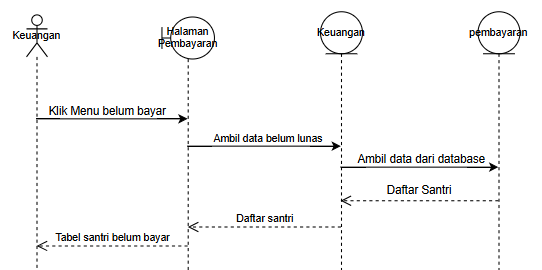 Keuangan
Halaman
Pembayaran
Keuangan
pembayaran
Klik Menu belum bayar
Ambil data belum lunas
Ambil data dari database
Daftar Santri
Daftar santri
Tabel santri belum bayar